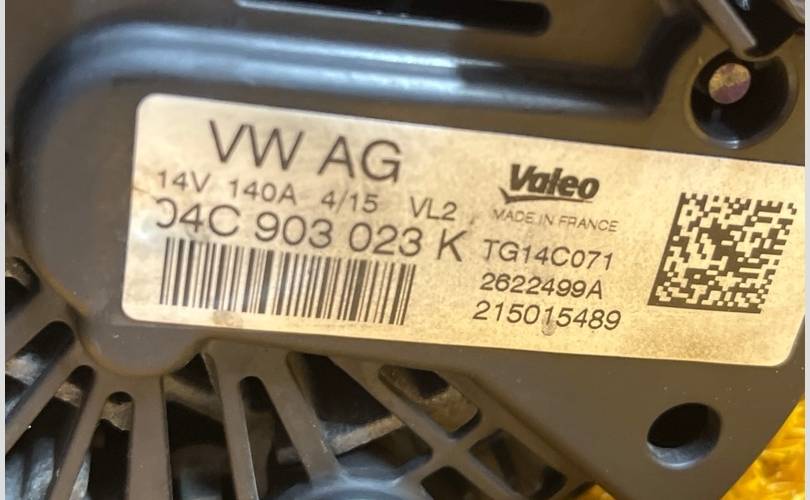 VW AG
14V 140A 4/15 VL2
04C 903 023 K
Valeo
MADE IN FRANCE
TG14C071
2622499A
215015489